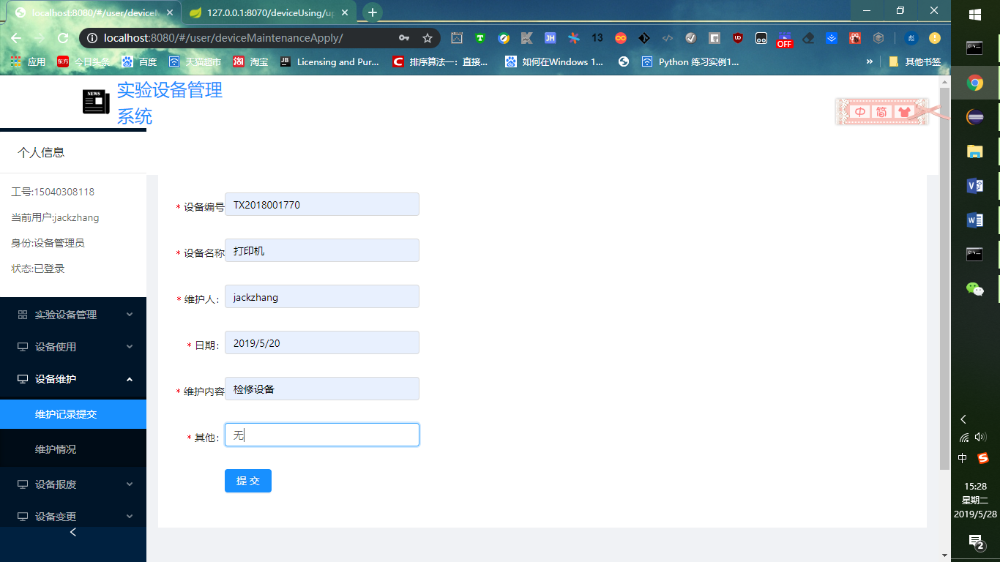 localhost:8080/#/user/deviceM
127.0.0.1:8070/deviceUsing/up
localhost:8080/#/user/deviceMaintenanceApply/
13
OFF
应用
今日头条
百度
天猫超市
淘宝
Licensing and Pur...
排序算法一：直接...
如何在Windows 1...
Python 练习实例1...
»
其他书签
NEWS
实验设备管理
系统
中 简
个人信息
工号:15040308118
当前用户:jackzhang
身份:设备管理员
状态:已登录
实验设备管理
设备使用
设备维护
维护记录提交
维护情况
设备报废
设备变更
* 设备编号 TX2018001770
* 设备名称 打印机
* 维护人: jackzhang
* 日期: 2019/5/20
* 维护内容 检修设备
* 其他: 无
提 交
中
15:28
星期二
2019/5/28
2